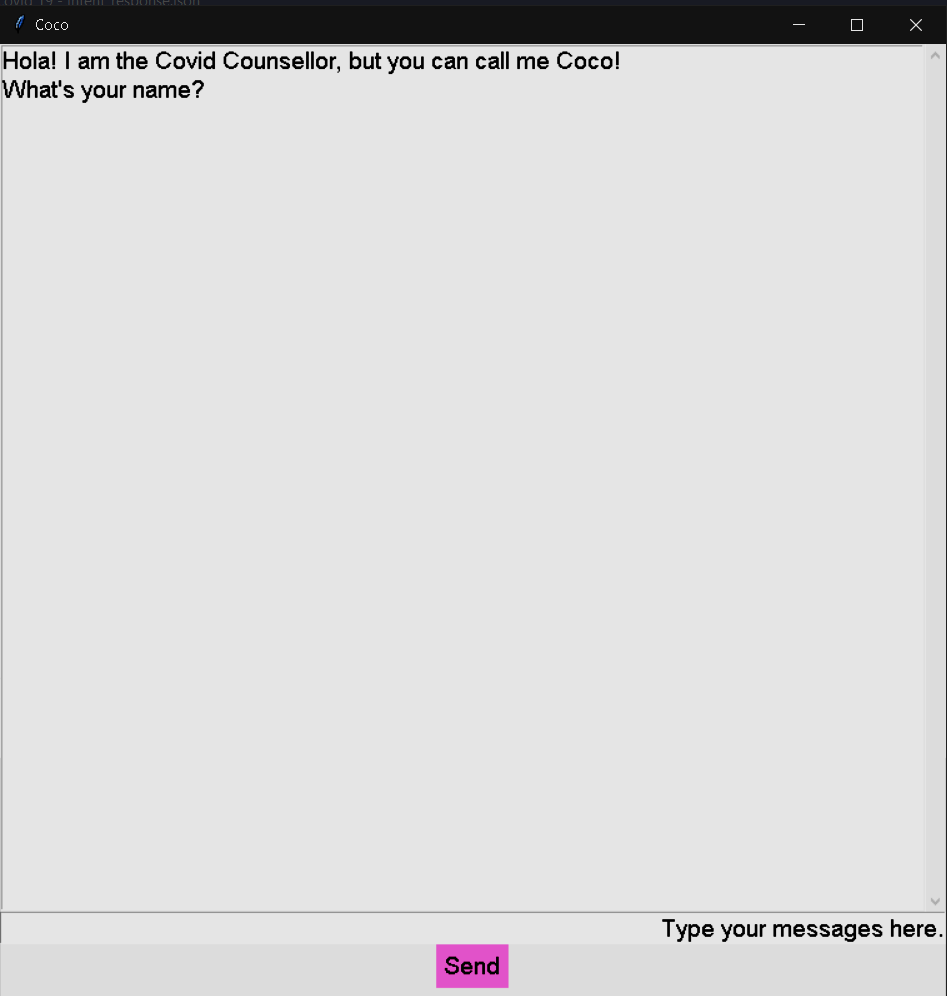 Coco
Hola! I am the Covid Counsellor, but you can call me Coco!
What's your name?
Type your messages here.
Send